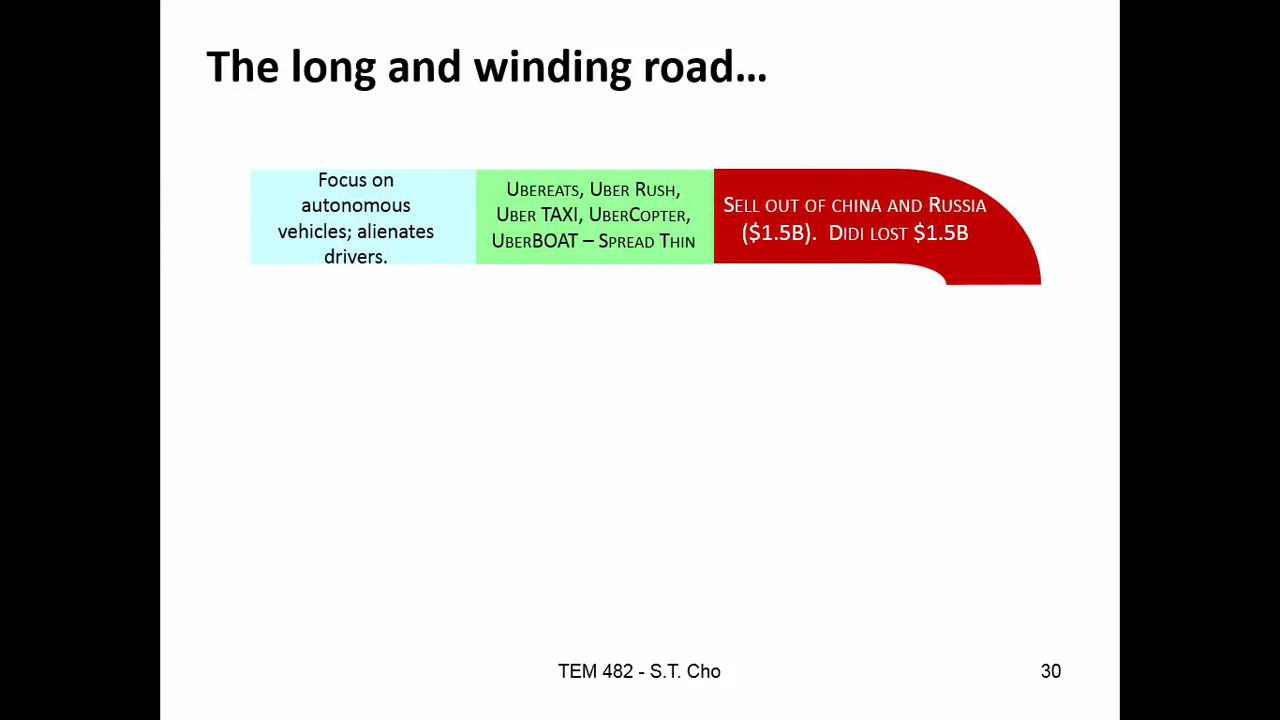 The long and winding road…
Focus on
autonomous
vehicles; alienates
drivers.
UBEREATS, UBER RUSH,
UBER TAXI, UBERCOPTER,
UBERBOAT – SPREAD THIN
SELL OUT OF CHINA AND RUSSIA
($1.5B).  DIDI LOST $1.5B
TEM 482 - S.T. Cho
30